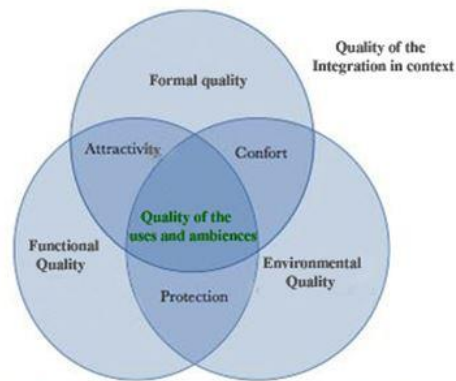 Quality of the
Integration in context
Formal quality
Attractivity
Confort
Quality of the
uses and ambiences
Functional
Quality
Environmental
Quality
Protection